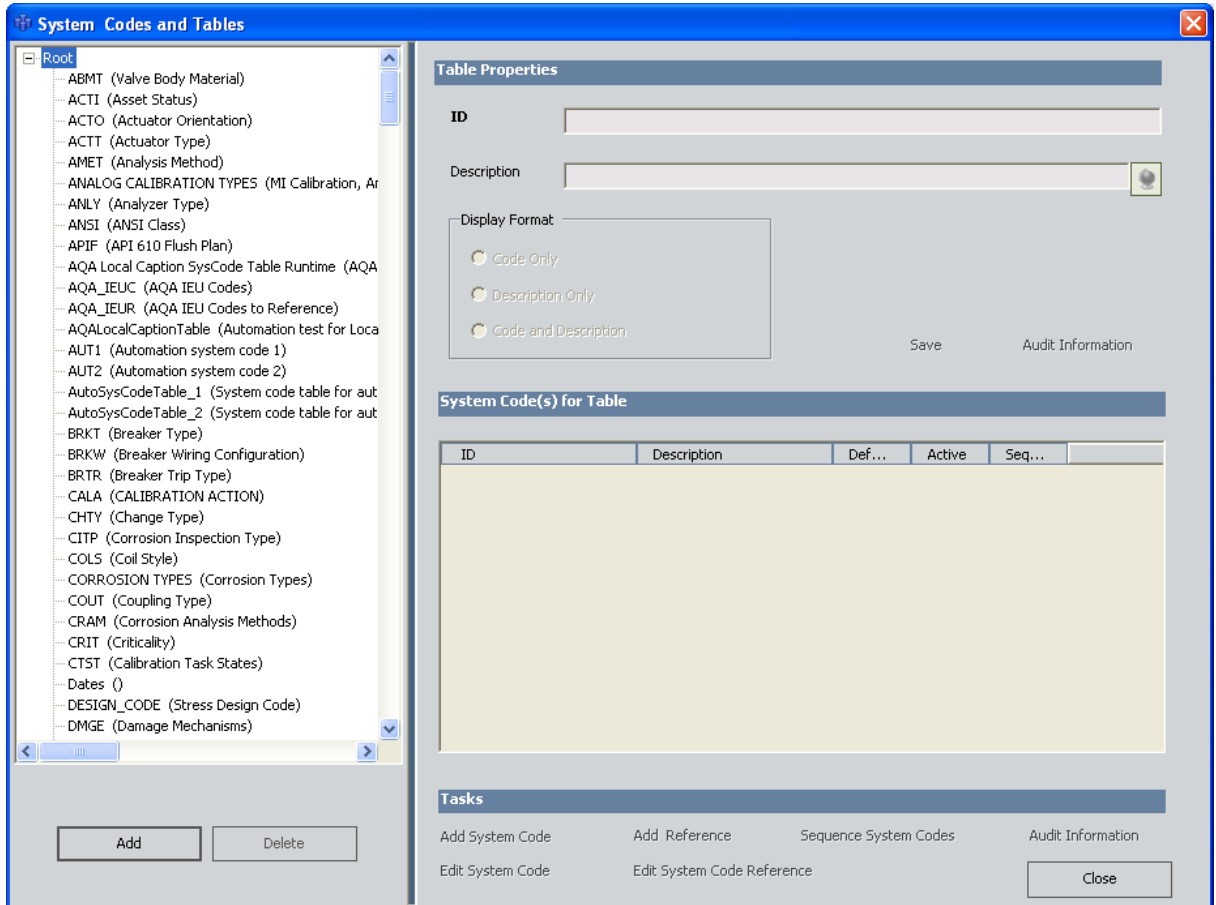 System Codes and Tables
Root
ABMT (Valve Body Material)
ACTI (Asset Status)
ACTO (Actuator Orientation)
ACTT (Actuator Type)
AMET (Analysis Method)
ANALOG CALIBRATION TYPES (MI Calibration, Ar
ANLY (Analyzer Type)
ANSI (ANSI Class)
APIF (API 610 Flush Plan)
AQA Local Caption SysCode Table Runtime (AQA
AQA_IEUC (AQA IEU Codes)
AQA_IEUR (AQA IEU Codes to Reference)
AQALocalCaptionTable (Automation test for Loca
AUT1 (Automation system code 1)
AUT2 (Automation system code 2)
AutoSysCodeTable_1 (System code table for aut
AutoSysCodeTable_2 (System code table for aut
BRKT (Breaker Type)
BRKW (Breaker Wiring Configuration)
BRTR (Breaker Trip Type)
CALA (CALIBRATION ACTION)
CHTY (Change Type)
CITP (Corrosion Inspection Type)
COLS (Coil Style)
CORROSION TYPES (Corrosion Types)
COUT (Coupling Type)
CRAM (Corrosion Analysis Methods)
CRIT (Criticality)
CTST (Calibration Task States)
Dates ()
DESIGN_CODE (Stress Design Code)
DMGE (Damage Mechanisms)
Add Delete
Table Properties
ID
Description
Display Format
Code Only
Description Only
Code and Description
Save Audit Information
System Code(s) for Table
ID Description Def... Active Seq...
Tasks
Add System Code Add Reference Sequence System Codes Audit Information
Edit System Code Edit System Code Reference
Close